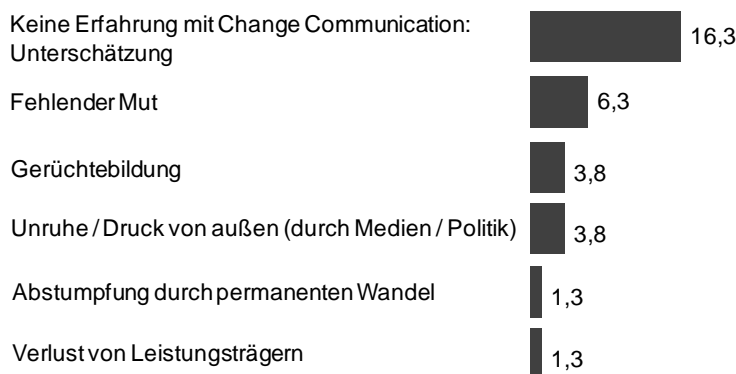 Keine Erfahrung mit Change Communication:
Unterschätzung
16,3
Fehlender Mut
6,3
Gerüchtebildung
3,8
Unruhe / Druck von außen (durch Medien / Politik)
3,8
Abstumpfung durch permanenten Wandel
1,3
Verlust von Leistungsträgern
1,3